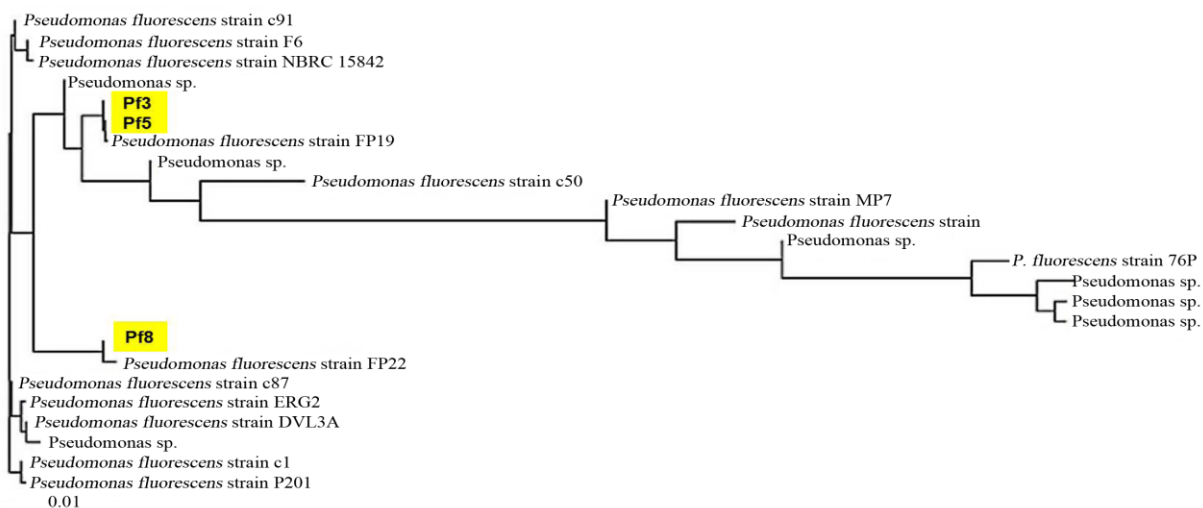 Pseudomonas fluorescens strain c91
Pseudomonas fluorescens strain F6
Pseudomonas fluorescens strain NBRC 15842
Pseudomonas sp.
Pf3
Pf5
Pseudomonas fluorescens strain FP19
Pseudomonas sp.
Pseudomonas fluorescens strain c50
Pseudomonas fluorescens strain MP7
Pseudomonas fluorescens strain
Pseudomonas sp.
P. fluorescens strain 76P
Pseudomonas sp.
Pseudomonas sp.
Pseudomonas sp.
Pf8
Pseudomonas fluorescens strain FP22
Pseudomonas fluorescens strain c87
Pseudomonas fluorescens strain ERG2
Pseudomonas fluorescens strain DVL3A
Pseudomonas sp.
Pseudomonas fluorescens strain c1
Pseudomonas fluorescens strain P201
0.01